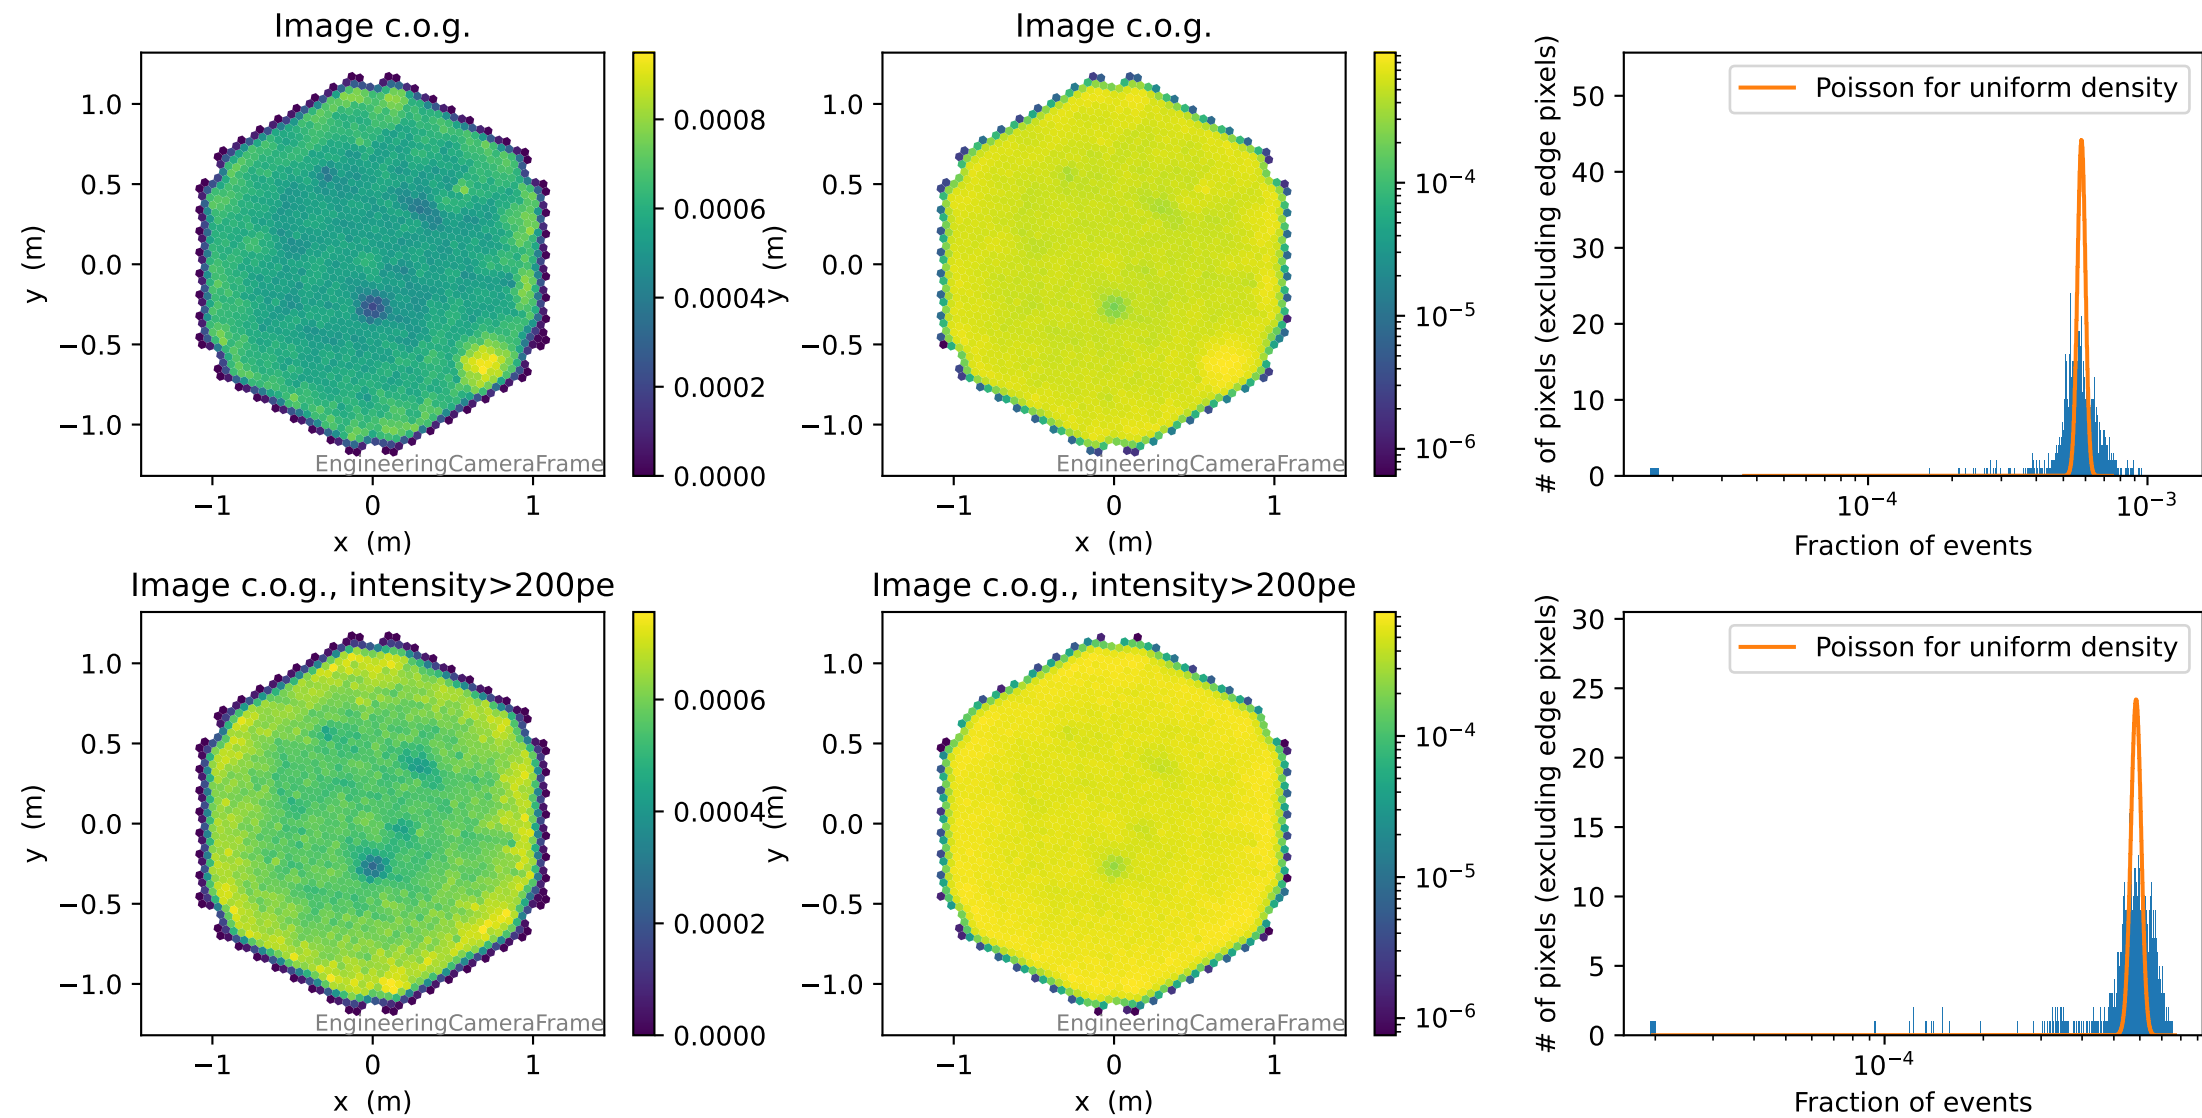 Image c.o.g.
1.0
0.5
0.0
−0.5
−1.0
y (m)
−1
0
1
x (m)
EngineeringCameraFrame
0.0008
0.0006
0.0004
0.0002
0.0000
Image c.o.g.
1.0
0.5
0.0
−0.5
−1.0
y (m)
−1
0
1
x (m)
EngineeringCameraFrame
10⁻⁴
10⁻⁵
10⁻⁶
# of pixels (excluding edge pixels)
50
40
30
20
10
0
Poisson for uniform density
10⁻⁴
10⁻³
Fraction of events
Image c.o.g., intensity>200pe
1.0
0.5
0.0
−0.5
−1.0
y (m)
−1
0
1
x (m)
EngineeringCameraFrame
0.0006
0.0004
0.0002
0.0000
Image c.o.g., intensity>200pe
1.0
0.5
0.0
−0.5
−1.0
y (m)
−1
0
1
x (m)
EngineeringCameraFrame
10⁻⁴
10⁻⁵
10⁻⁶
# of pixels (excluding edge pixels)
30
25
20
15
10
5
0
Poisson for uniform density
10⁻⁴
Fraction of events